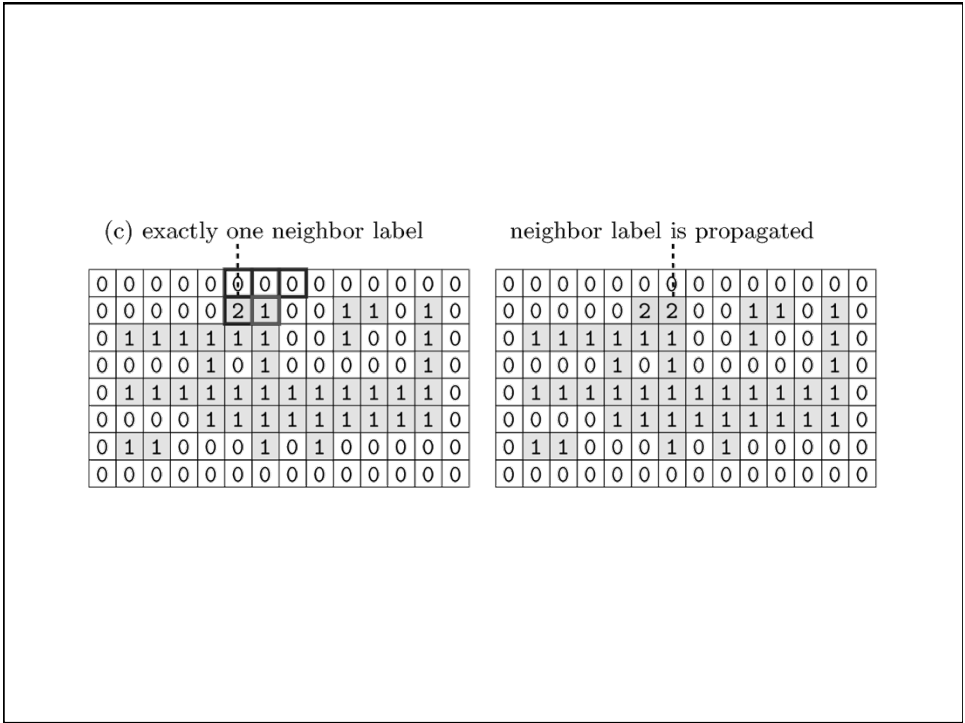 (c) exactly one neighbor label
neighbor label is propagated
0 0 0 0 0 0 0 0 0 0 0 0 0 0
0 0 0 0 0 2 1 0 0 1 1 0 1 0
0 1 1 1 1 1 1 0 0 1 0 0 1 0
0 0 0 0 1 0 1 0 0 0 0 0 1 0
0 1 1 1 1 1 1 1 1 1 1 1 1 0
0 0 0 0 1 1 1 1 1 1 1 1 1 0
0 1 1 0 0 0 1 0 1 0 0 0 0 0
0 0 0 0 0 0 0 0 0 0 0 0 0 0
0 0 0 0 0 0 0 0 0 0 0 0 0 0
0 0 0 0 0 2 2 0 0 1 1 0 1 0
0 1 1 1 1 1 1 0 0 1 0 0 1 0
0 0 0 0 1 0 1 0 0 0 0 0 1 0
0 1 1 1 1 1 1 1 1 1 1 1 1 0
0 0 0 0 1 1 1 1 1 1 1 1 1 0
0 1 1 0 0 0 1 0 1 0 0 0 0 0
0 0 0 0 0 0 0 0 0 0 0 0 0 0